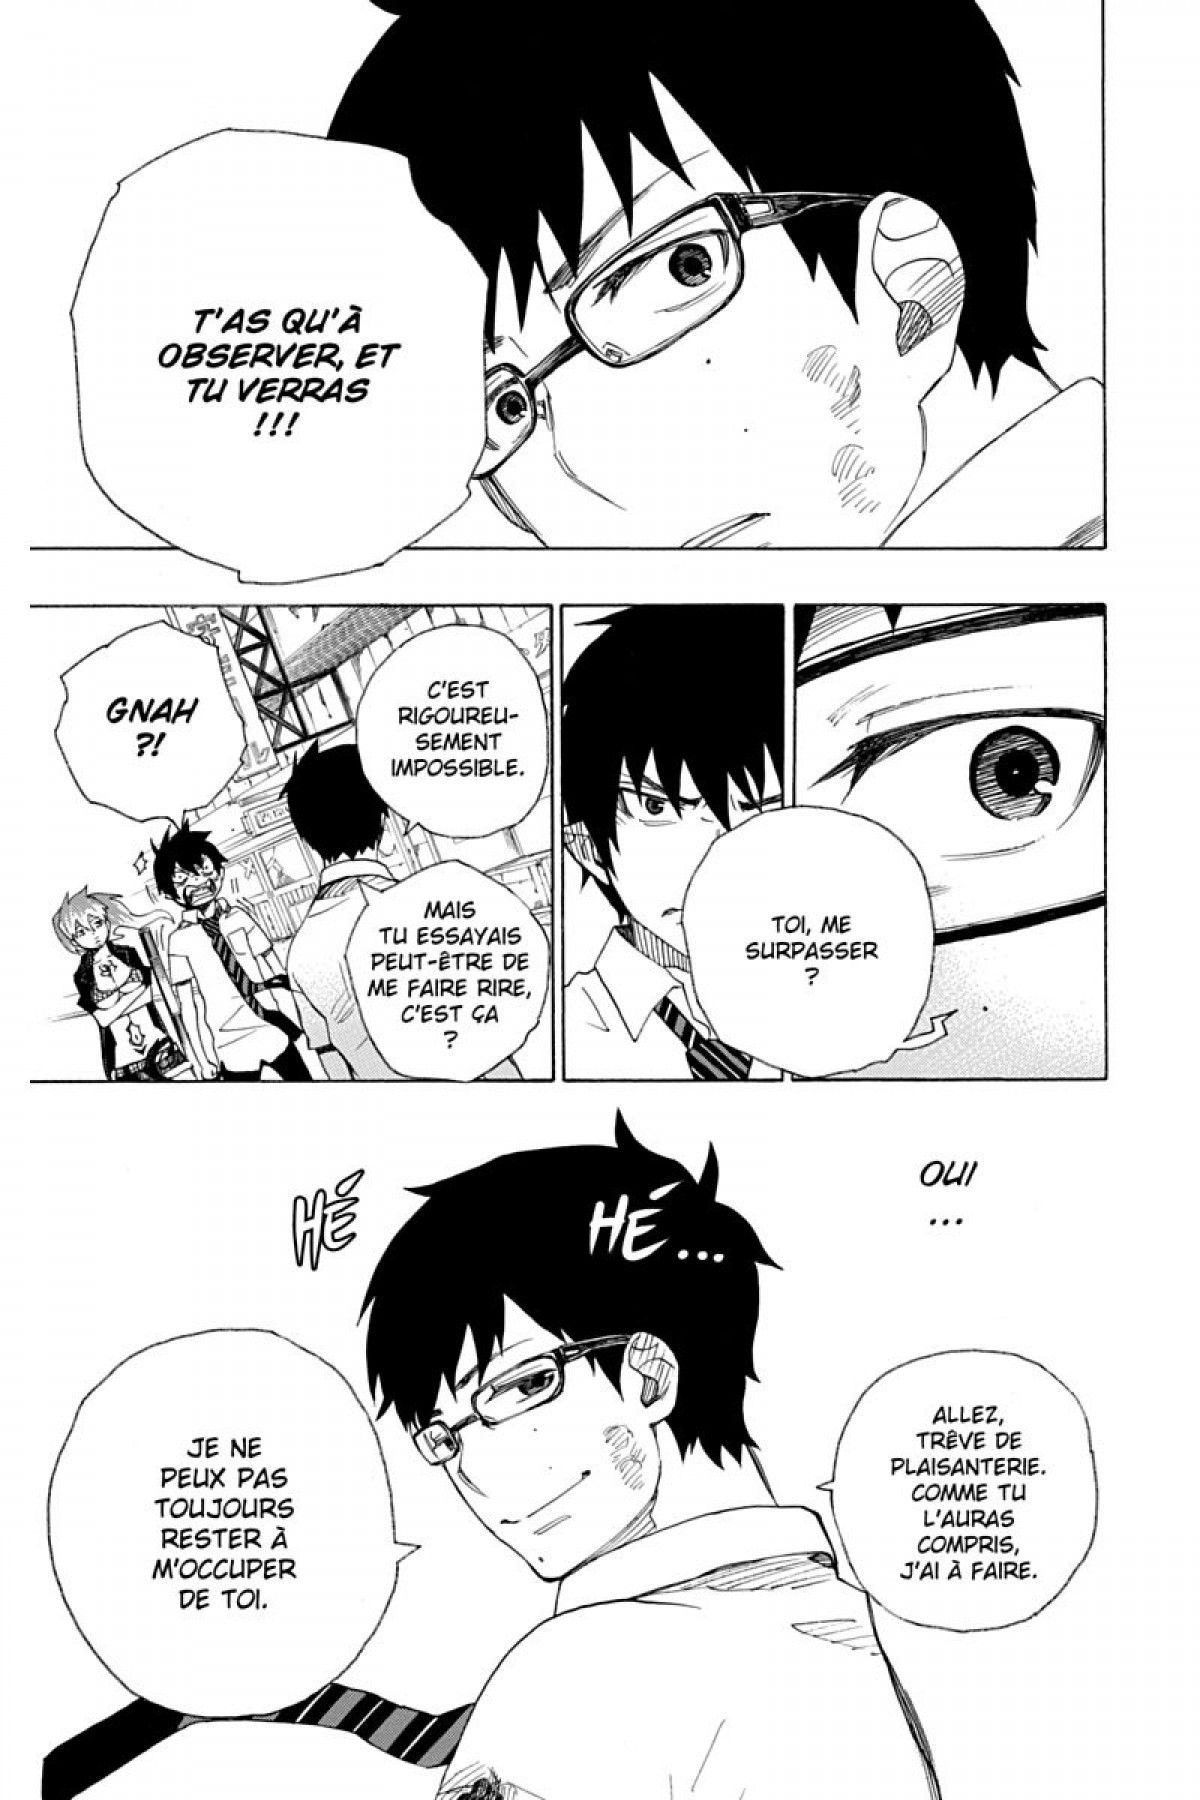 T'AS QU'À
OBSERVER, ET
TU VERRAS
!!!
TOI, ME
SURPASSER
?
C'EST
RIGOUREU-
SEMENT
IMPOSSIBLE.
MAIS
TU ESSAYAIS
PEUT-ÊTRE DE
ME FAIRE RIRE,
C'EST ÇA
?
GNAH
?!
OUI
...
HÉ...
HÉ
ALLEZ,
TRÊVE DE
PLAISANTERIE.
COMME TU
L'AURAS
COMPRIS,
J'AI À FAIRE.
JE NE
PEUX PAS
TOUJOURS
RESTER À
M'OCCUPER
DE TOI.